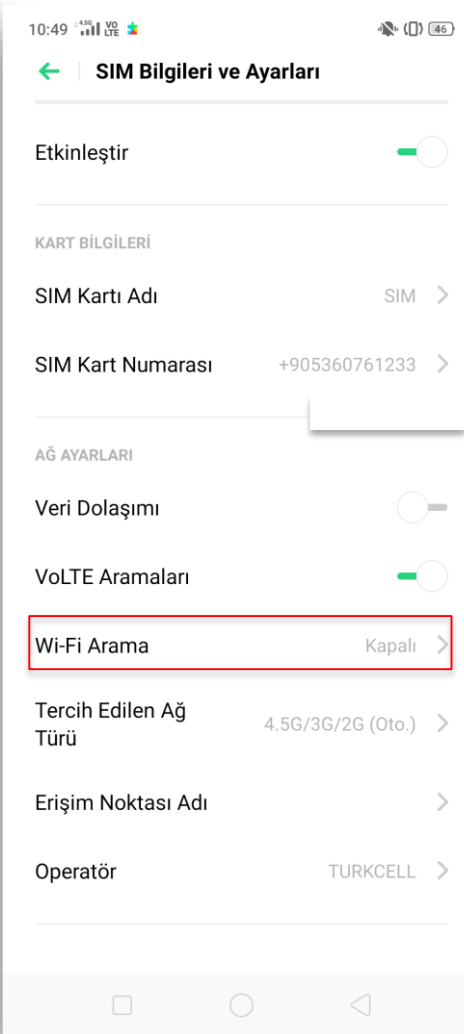 10:49 4.5G VO LTE 46
SIM Bilgileri ve Ayarları
Etkinleştir
KART BİLGİLERİ
SIM Kartı Adı SIM
SIM Kart Numarası +905360761233
AĞ AYARLARI
Veri Dolaşımı
VoLTE Aramaları
Wi-Fi Arama Kapalı
Tercih Edilen Ağ
Türü 4.5G/3G/2G (Oto.)
Erişim Noktası Adı
Operatör TURKCELL